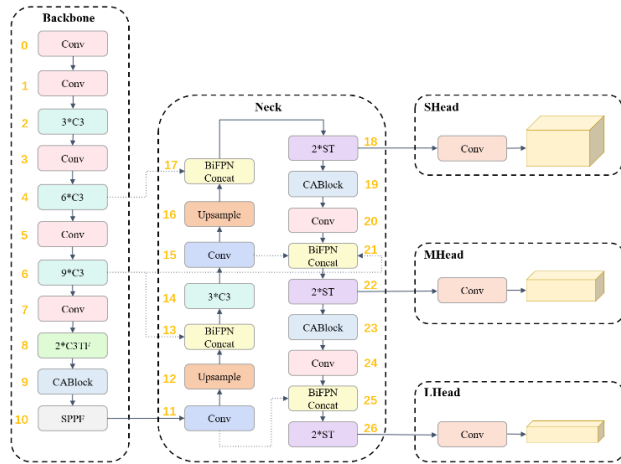 Backbone
0
Conv
1
Conv
2
3*C3
3
Conv
4
6*C3
5
Conv
6
9*C3
7
Conv
8
2*C3TF
9
CABlock
10
SPPF
Neck
17
BiFPN
Concat
16
Upsample
15
Conv
14
3*C3
13
BiFPN
Concat
12
Upsample
11
Conv
2*ST
18
CABlock
19
Conv
20
BiFPN
Concat
21
2*ST
22
CABlock
23
Conv
24
BiFPN
Concat
25
2*ST
26
SHead
Conv
MHead
Conv
LHead
Conv